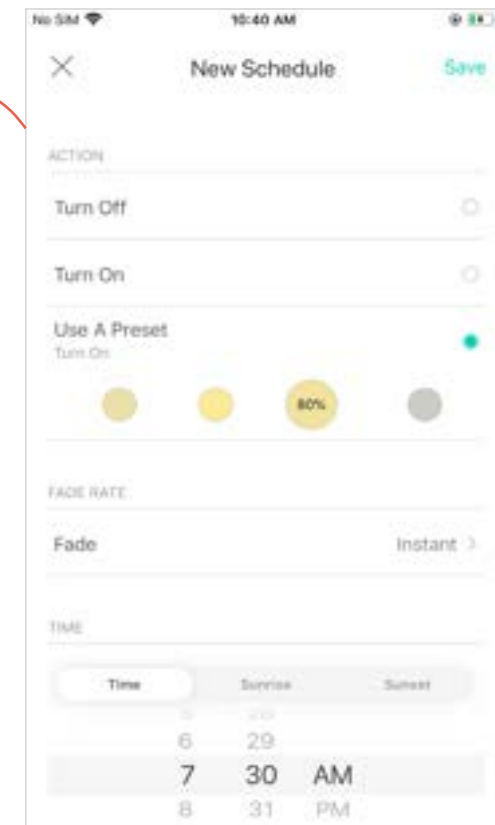 No SIM 10:40 AM
New Schedule Save
ACTION
Turn Off
Turn On
Use A Preset
Turn On
80%
FADE RATE
Fade Instant
TIME
Time Sunrise Sunset
6 29
7 30 AM
8 31 PM